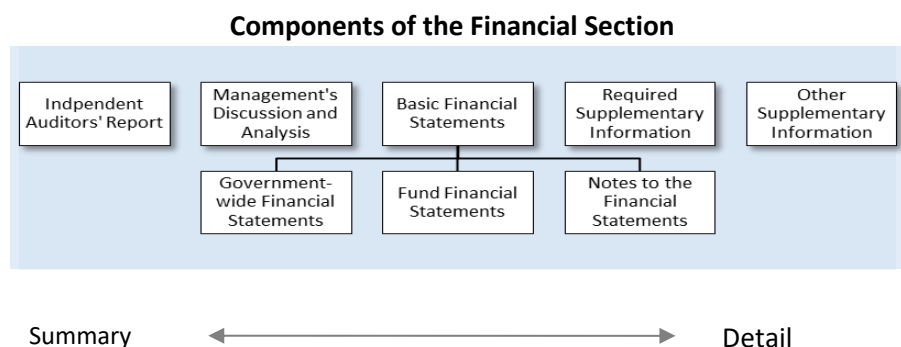 Components of the Financial Section
Indpendent
Auditors' Report
Management's
Discussion and
Analysis
Basic Financial
Statements
Required
Supplementary
Information
Other
Supplementary
Information
Government-
wide Financial
Statements
Fund Financial
Statements
Notes to the
Financial
Statements
Summary
Detail